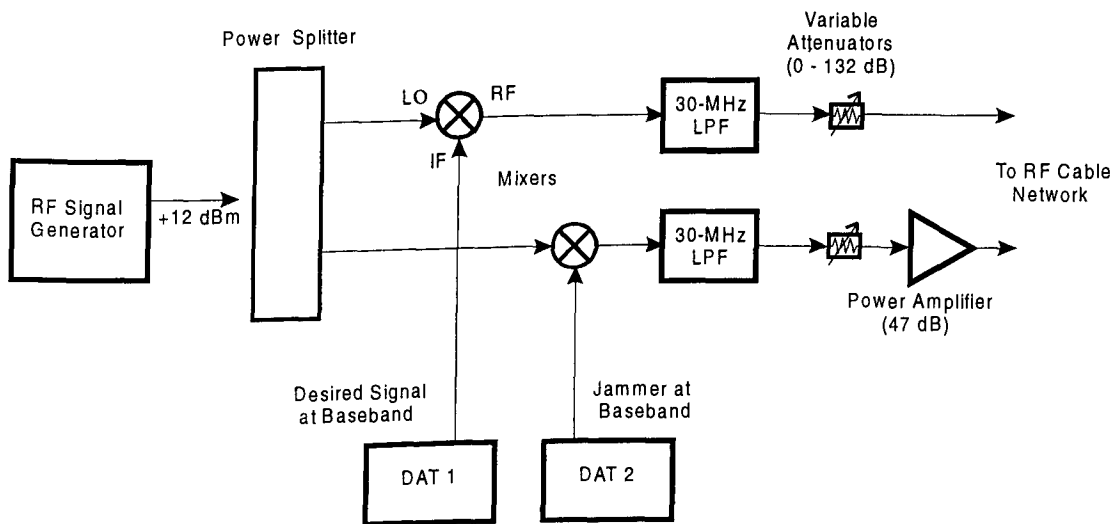 Variable
Attenuators
(0 - 132 dB)
Power Splitter
LO
RF
30-MHz
LPF
IF
Mixers
To RF Cable
Network
RF Signal
Generator
+12 dBm
30-MHz
LPF
Power Amplifier
(47 dB)
Desired Signal
at Baseband
Jammer at
Baseband
DAT 1
DAT 2